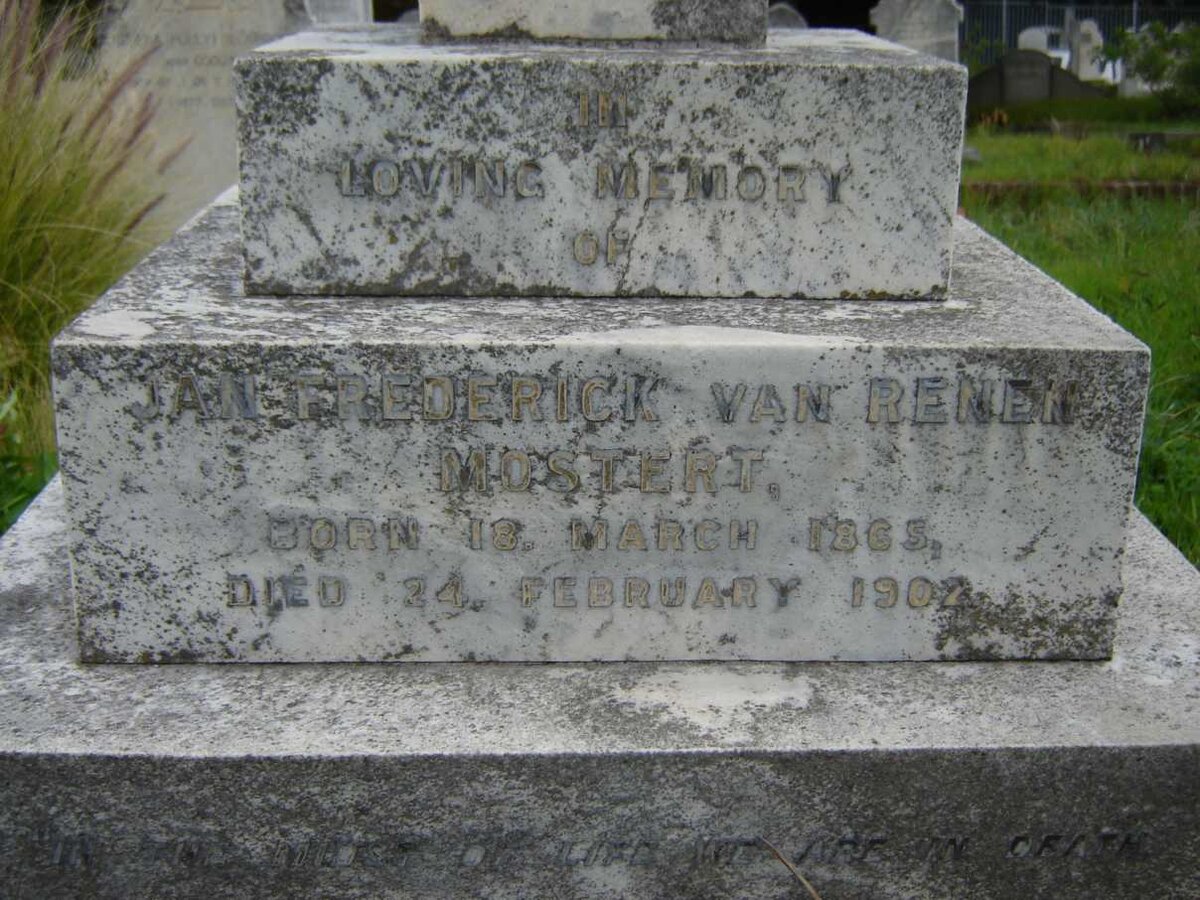 IN
LOVING MEMORY
OF
JAN FREDERICK VAN RENEN
MOSTERT,
BORN 18. MARCH 1865,
DIED 24. FEBRUARY 1902
"IN THE MIDST OF LIFE WE ARE IN DEATH